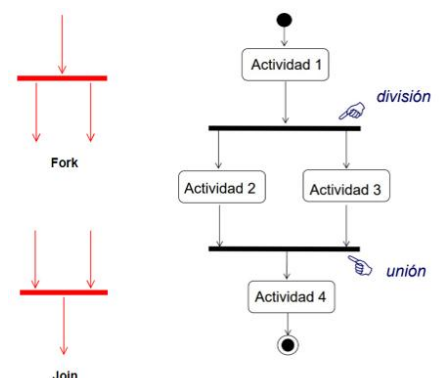 Actividad 1
división
Fork
Actividad 2
Actividad 3
unión
Actividad 4
Join